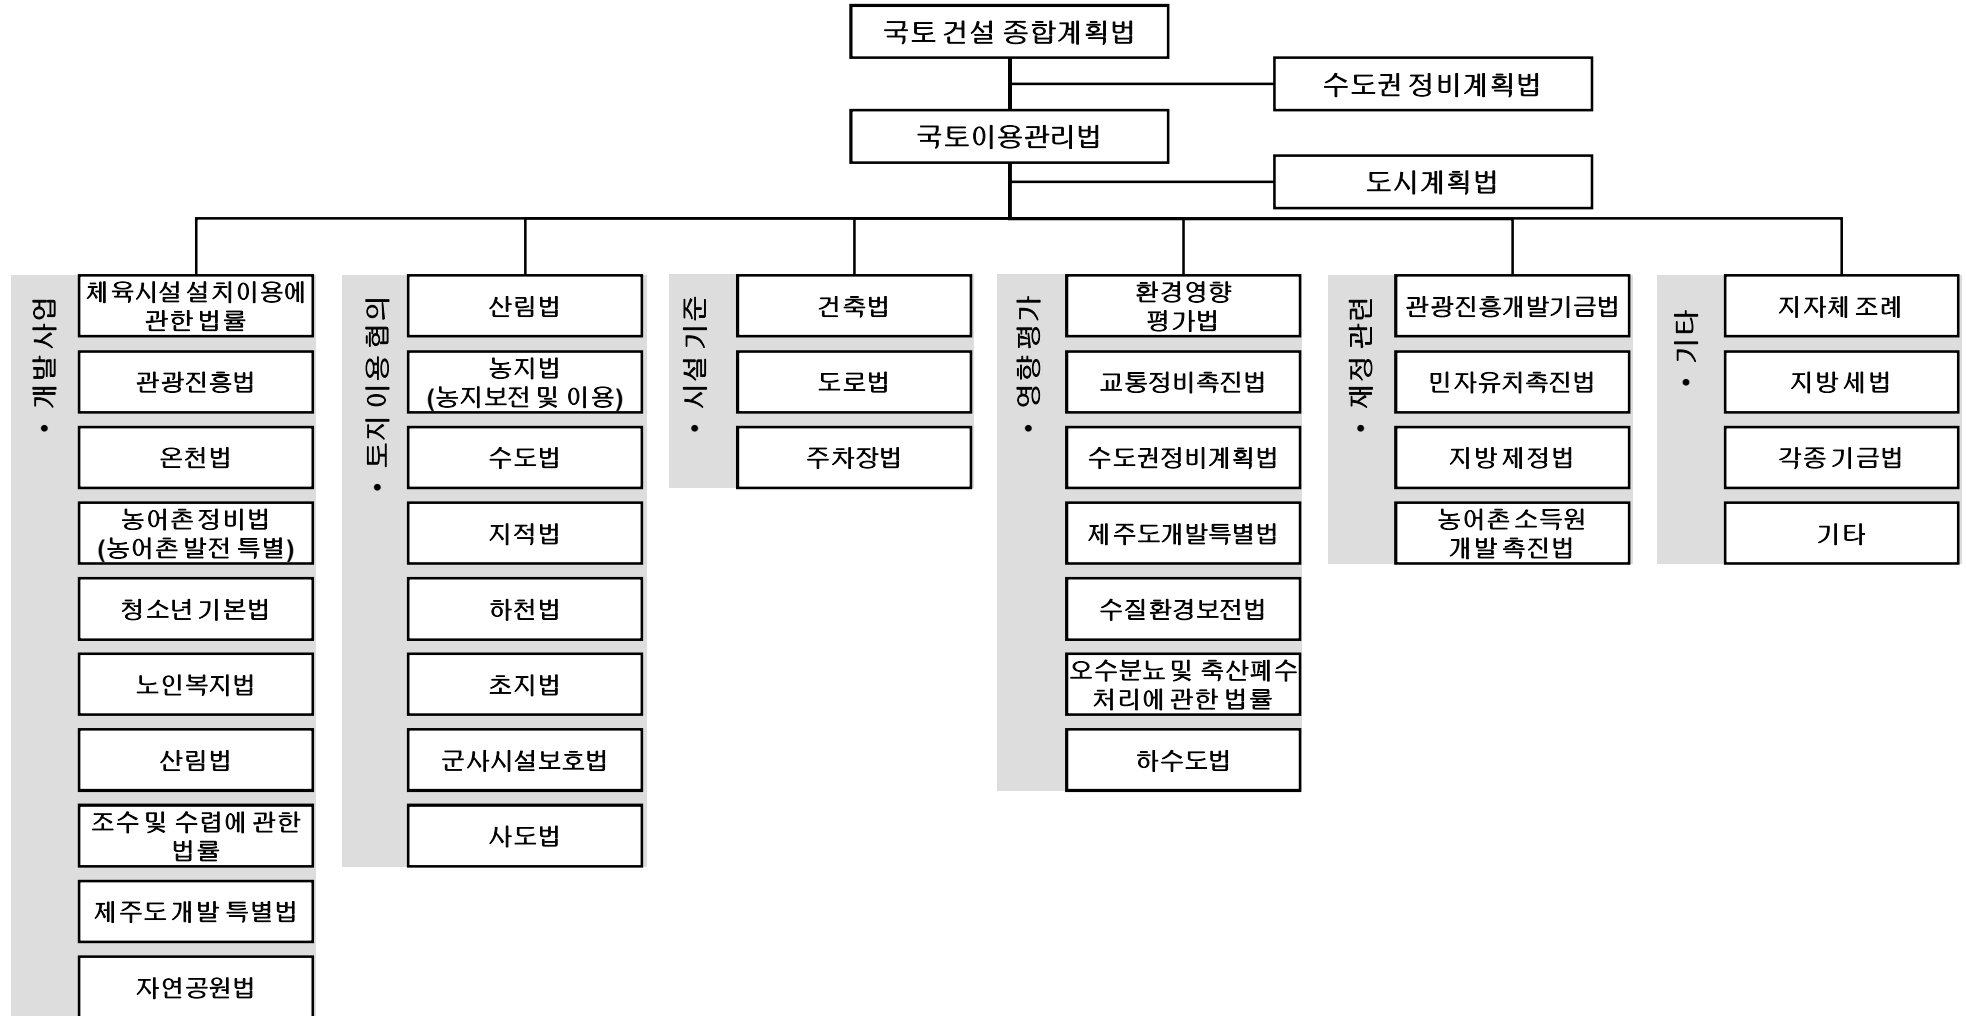 국토 건설 종합계획법
수도권 정비계획법
국토이용관리법
도시계획법
• 개발 사업
체육시설 설치이용에
관한 법률
관광진흥법
온천법
농어촌 정비법
(농어촌 발전 특별)
청소년 기본법
노인복지법
산림법
조수 및 수렵에 관한
법률
제주도 개발 특별법
자연공원법
• 토지 이용 협의
산림법
농지법
(농지보전 및 이용)
수도법
지적법
하천법
초지법
군사시설보호법
사도법
• 시설 기준
건축법
도로법
주차장법
• 영향 평가
환경영향
평가법
교통정비촉진법
수도권정비계획법
제주도개발특별법
수질환경보전법
오수분뇨 및 축산폐수
처리에 관한 법률
하수도법
• 재정 관련
관광진흥개발기금법
민자유치촉진법
지방 제정법
농어촌 소득원
개발 촉진법
• 기타
지자체 조례
지방 세법
각종 기금법
기타